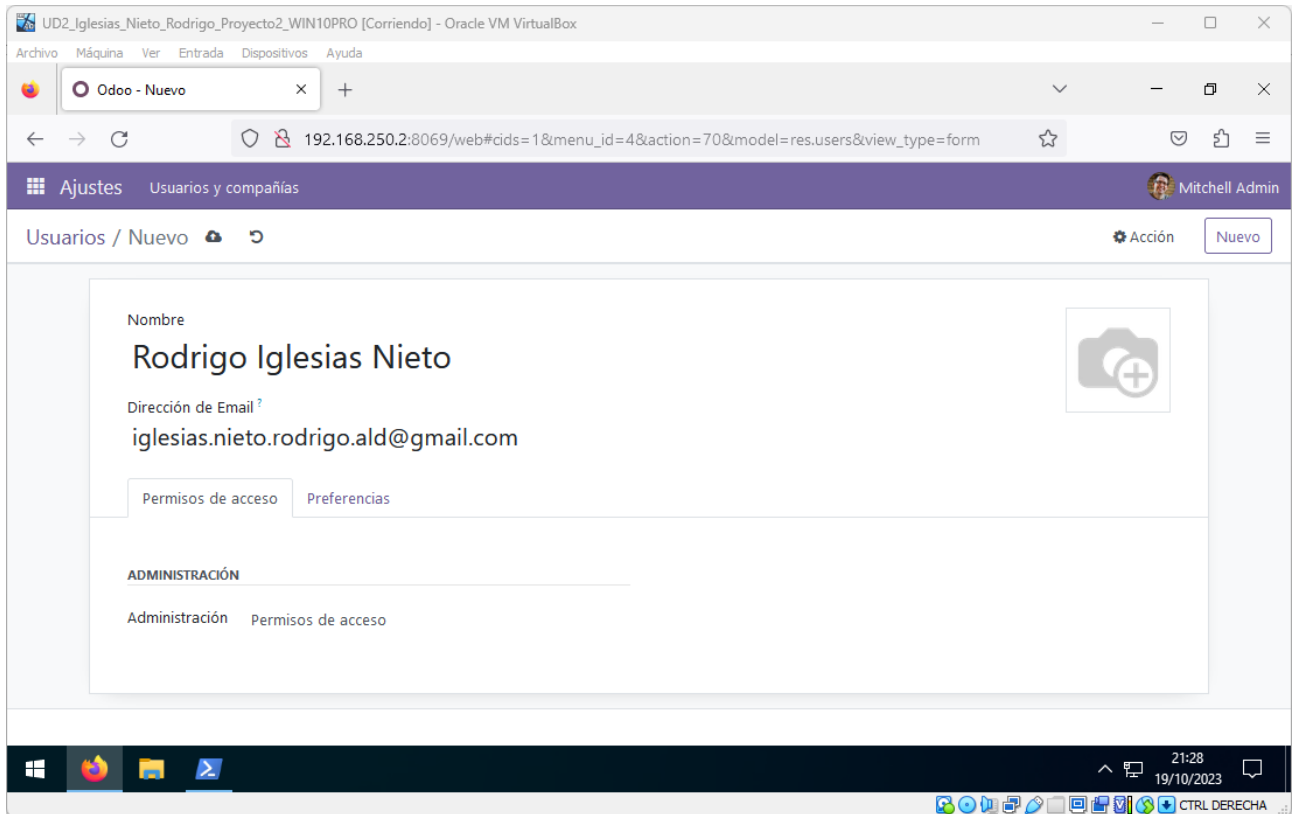 UD2_Iglesias_Nieto_Rodrigo_Proyecto2_WIN10PRO [Corriendo] - Oracle VM VirtualBox
Archivo Máquina Ver Entrada Dispositivos Ayuda
Odoo - Nuevo
192.168.250.2:8069/web#cids=1&menu_id=4&action=70&model=res.users&view_type=form
Ajustes Usuarios y compañías Mitchell Admin
Usuarios / Nuevo Acción Nuevo
Nombre
Rodrigo Iglesias Nieto
Dirección de Email ?
iglesias.nieto.rodrigo.ald@gmail.com
Permisos de acceso Preferencias
ADMINISTRACIÓN
Administración Permisos de acceso
21:28
19/10/2023
CTRL DERECHA